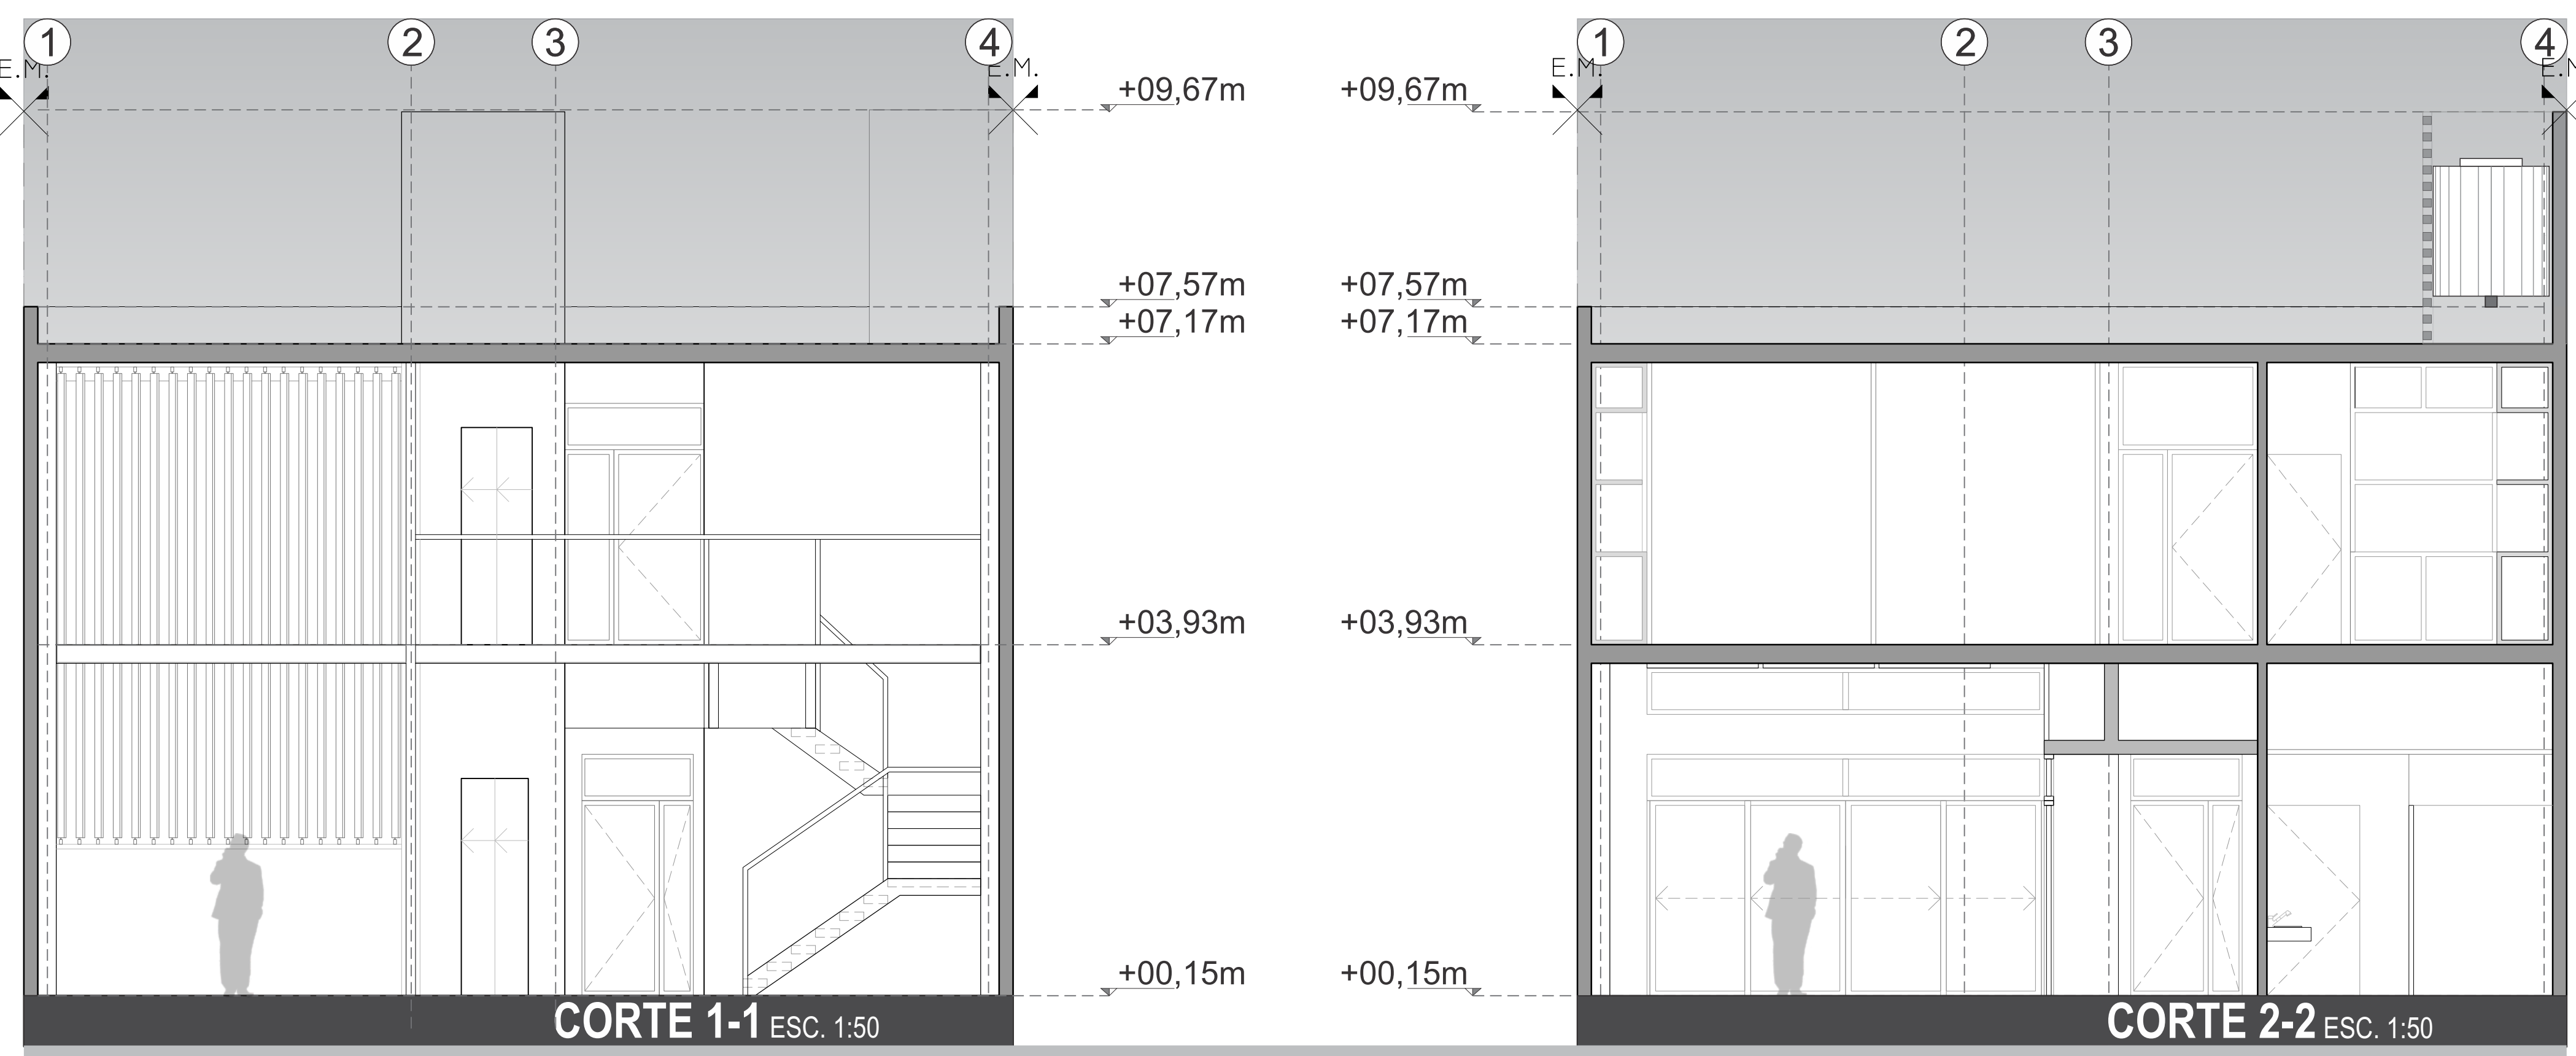 1 2 3 4
E.M. E.M.
+09,67m
+07,57m
+07,17m
+03,93m
+00,15m
CORTE 1-1 ESC. 1:50
1 2 3 4
E.M. E.M.
+09,67m
+07,57m
+07,17m
+03,93m
+00,15m
CORTE 2-2 ESC. 1:50